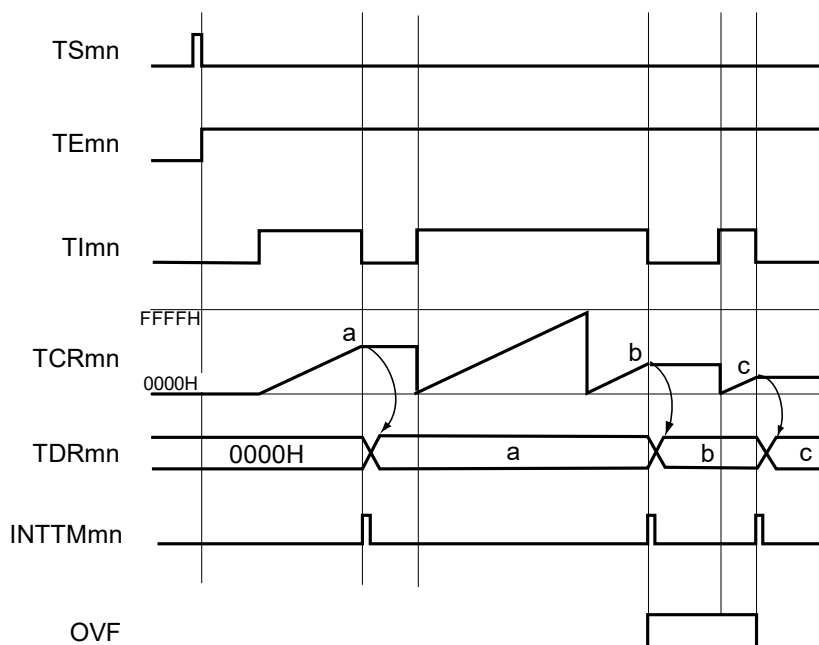 TSmn
TEmn
TImn
FFFFH
a
b
c
TCRmn
0000H
TDRmn
0000H
a
b
c
INTTMmn
OVF